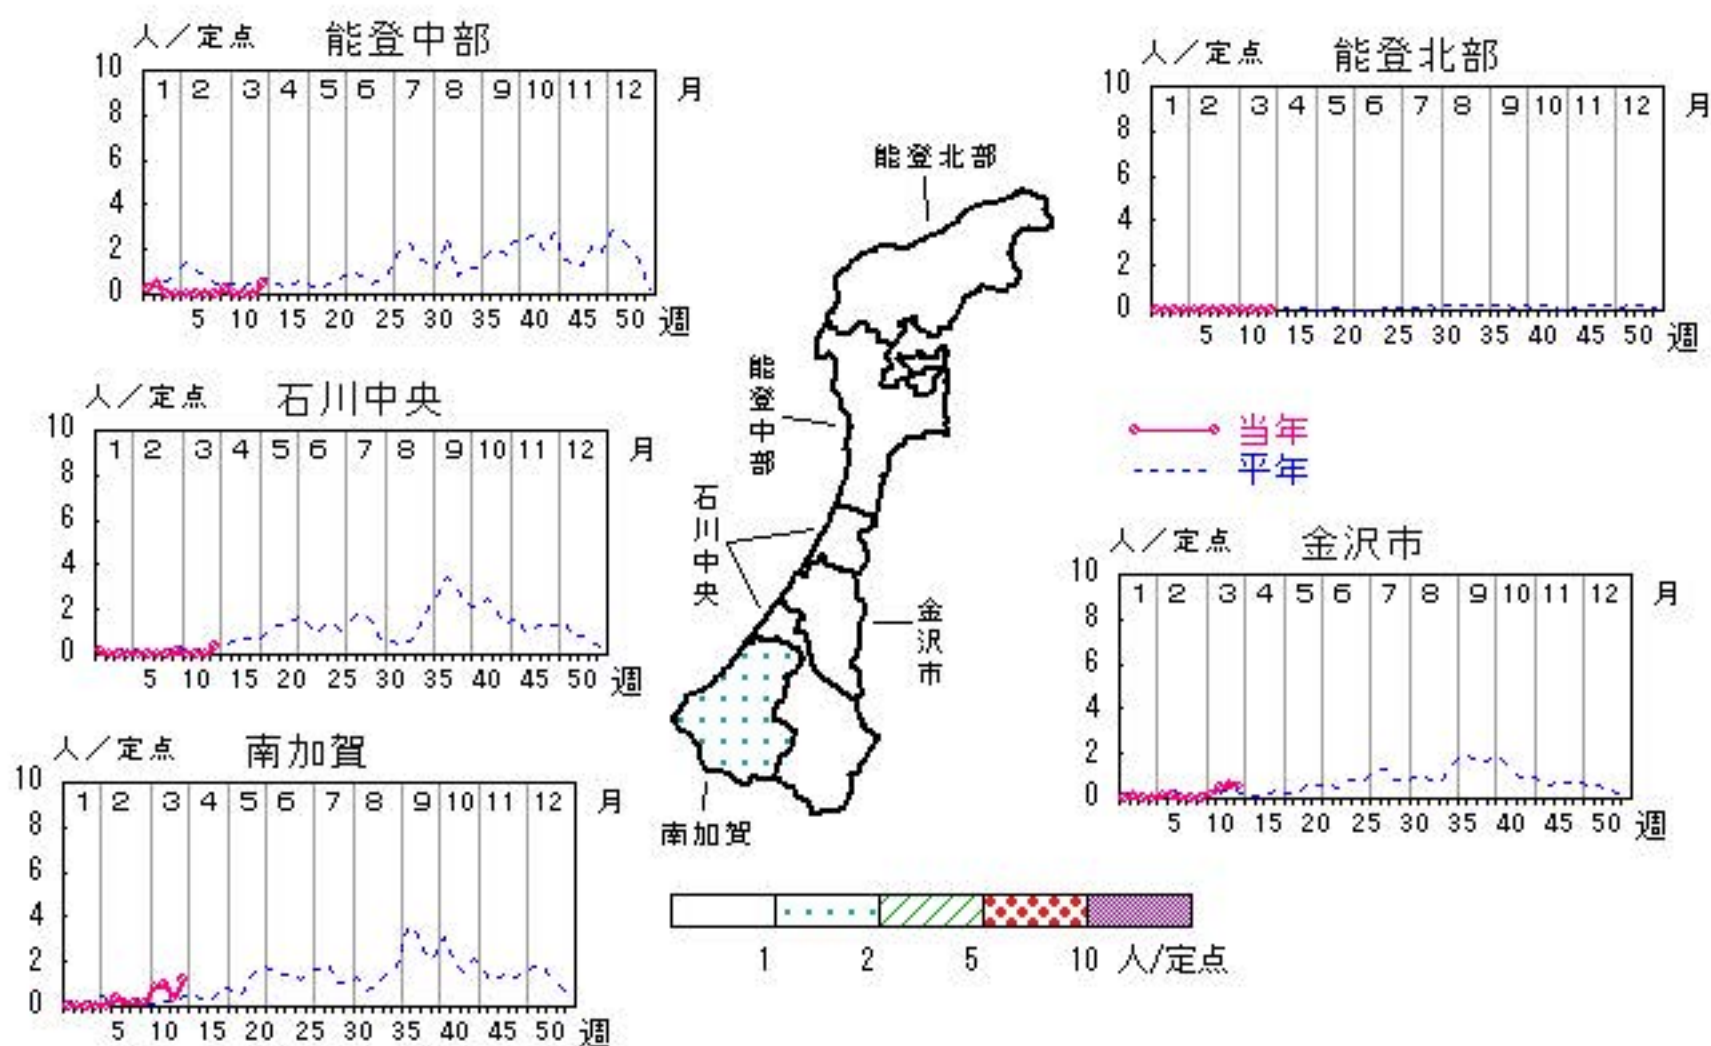 人／定点 能登中部
10 8 6 4 2 0
1 2 3 4 5 6 7 8 9 10 11 12 月
5 10 15 20 25 30 35 40 45 50 週
人／定点 能登北部
10 8 6 4 2 0
1 2 3 4 5 6 7 8 9 10 11 12 月
5 10 15 20 25 30 35 40 45 50 週
能登北部
能登中部
石川中央
金沢市
南加賀
人／定点 石川中央
10 8 6 4 2 0
1 2 3 4 5 6 7 8 9 10 11 12 月
5 10 15 20 25 30 35 40 45 50 週
当年
平年
人／定点 金沢市
10 8 6 4 2 0
1 2 3 4 5 6 7 8 9 10 11 12 月
5 10 15 20 25 30 35 40 45 50 週
人／定点 南加賀
10 8 6 4 2 0
1 2 3 4 5 6 7 8 9 10 11 12 月
5 10 15 20 25 30 35 40 45 50 週
1 2 5 10 人/定点